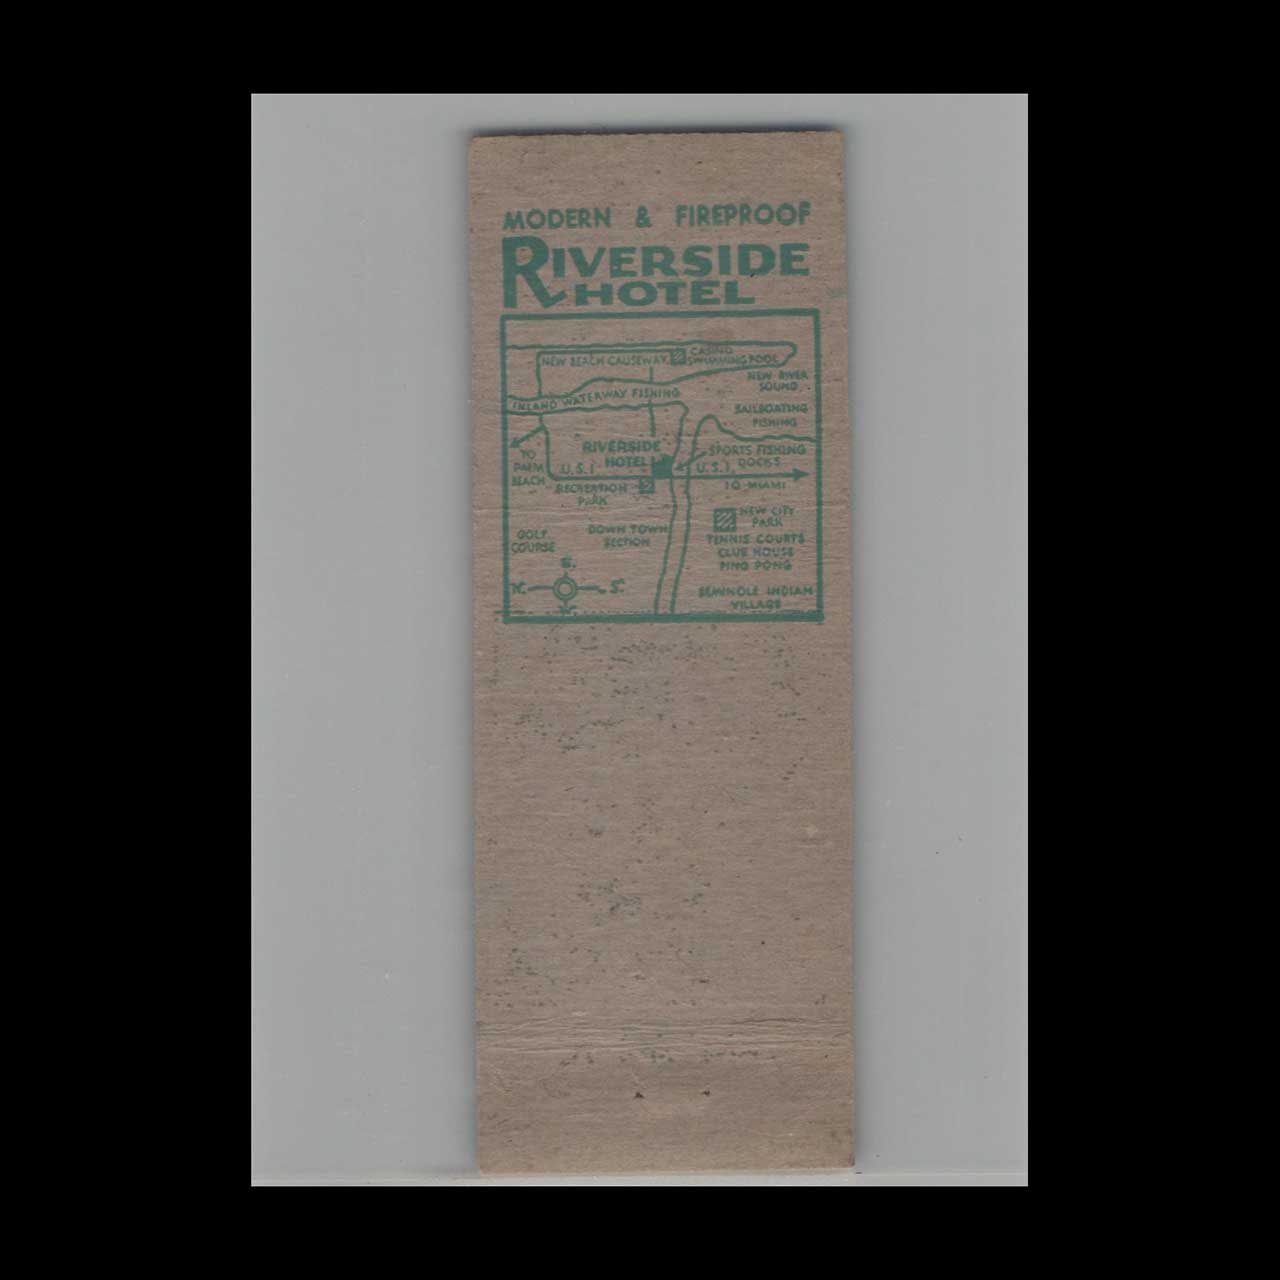 MODERN & FIREPROOF
RIVERSIDE
HOTEL
NEW BEACH CAUSEWAY
CASINO
SWIMMING POOL
NEW RIVER
SOUND
INLAND WATERWAY FISHING
SAILBOATING
FISHING
RIVERSIDE
HOTEL
SPORTS FISHING
DOCKS
TO
PALM
BEACH
U.S.1
U.S.1,
TO MIAMI
RECREATION
PARK
NEW CITY
PARK
GOLF
COURSE
DOWN TOWN
SECTION
TENNIS COURTS
CLUB HOUSE
PING PONG
E.
N.
S.
W.
SEMINOLE INDIAN
VILLAGE